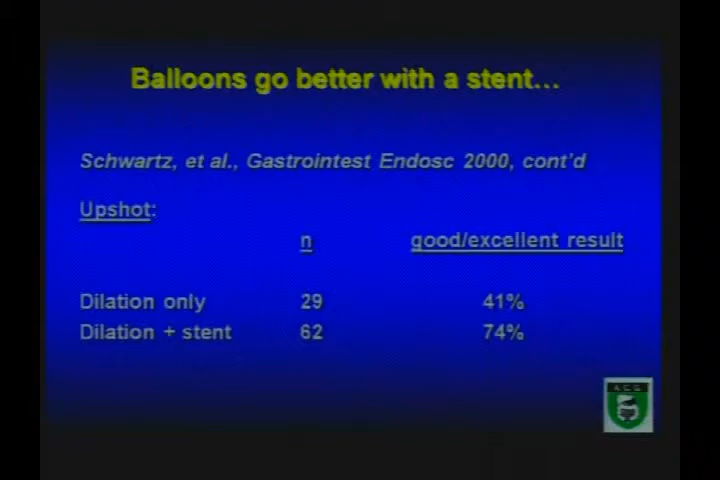 Balloons go better with a stent...
Schwartz, et al., Gastrointest Endosc 2000, cont'd
Upshot:
n good/excellent result
Dilation only 29 41%
Dilation + stent 62 74%
A.C.G